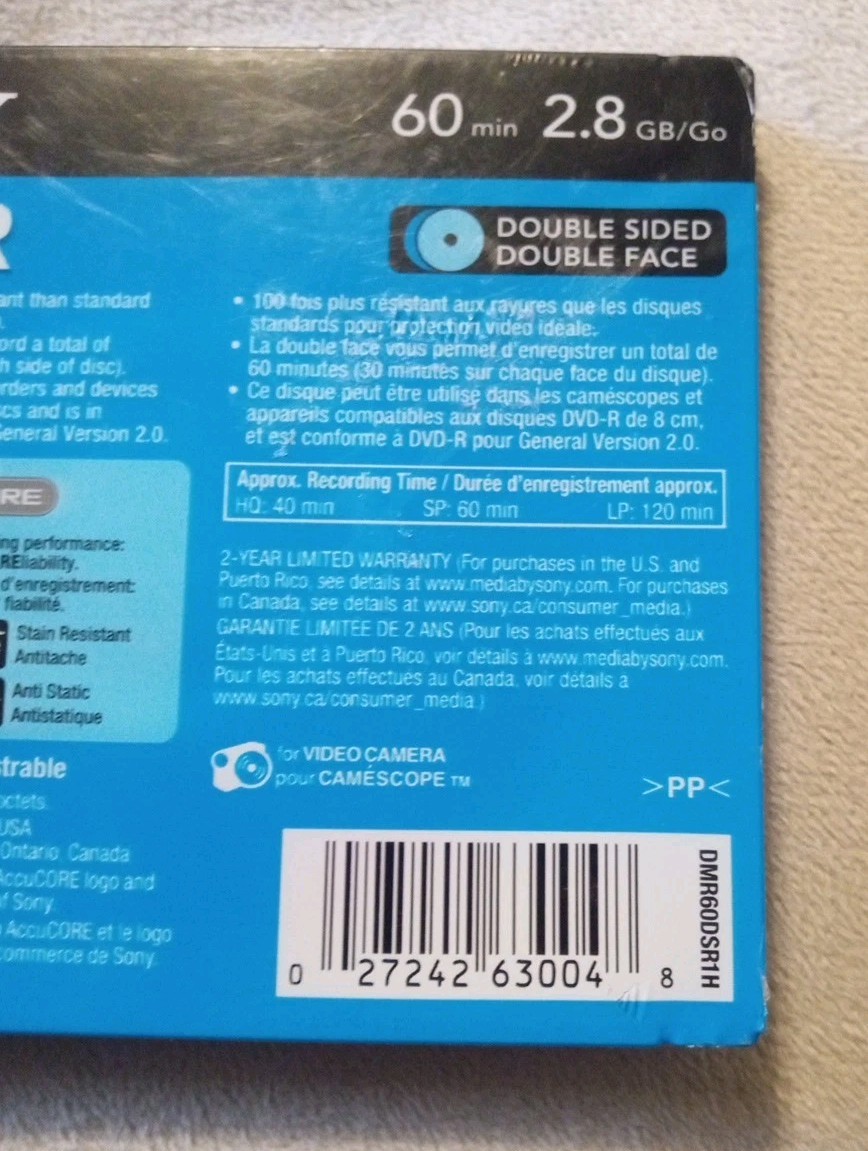 60 min 2.8 GB/Go
R
DOUBLE SIDED
DOUBLE FACE
ant than standard
ord a total of
h side of disc).
rders and devices
scs and is in
General Version 2.0.
• 100 fois plus résistant aux rayures que les disques
standards pour protection vidéo idéale.
• La double face vous permet d'enregistrer un total de
60 minutes (30 minutes sur chaque face du disque).
• Ce disque peut être utilisé dans les caméscopes et
appareils compatibles aux disques DVD-R de 8 cm,
et est conforme à DVD-R pour General Version 2.0.
RE
ng performance:
REliability.
d'enregistrement:
fiabilité.
Stain Resistant
Antitache
Anti Static
Antistatique
Approx. Recording Time / Durée d'enregistrement approx.
HQ: 40 min SP: 60 min LP: 120 min
2-YEAR LIMITED WARRANTY (For purchases in the U.S. and
Puerto Rico, see details at www.mediabysony.com. For purchases
in Canada, see details at www.sony.ca/consumer_media.)
GARANTIE LIMITÉE DE 2 ANS (Pour les achats effectués aux
États-Unis et à Puerto Rico, voir détails à www.mediabysony.com.
Pour les achats effectués au Canada, voir détails à
www.sony.ca/consumer_media.)
for VIDEO CAMERA
pour CAMÉSCOPE TM
>PP<
strable
octets.
USA
Ontario Canada
AccuCORE logo and
of Sony.
AccuCORE et le logo
commerce de Sony.
0 27242 63004 8
DMR60DSR1H